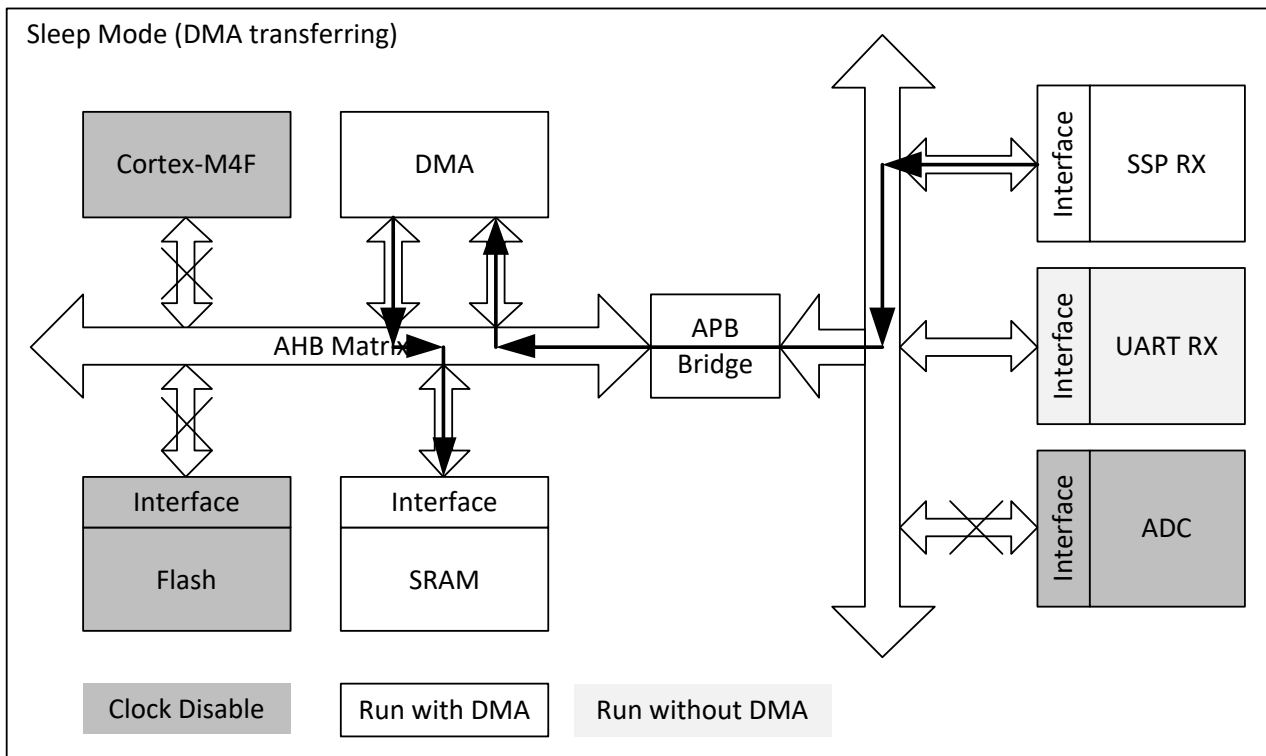 Sleep Mode (DMA transferring)
Cortex-M4F
DMA
Interface
SSP RX
AHB Matrix
APB
Bridge
Interface
UART RX
Interface
Flash
Interface
SRAM
Interface
ADC
Clock Disable
Run with DMA
Run without DMA